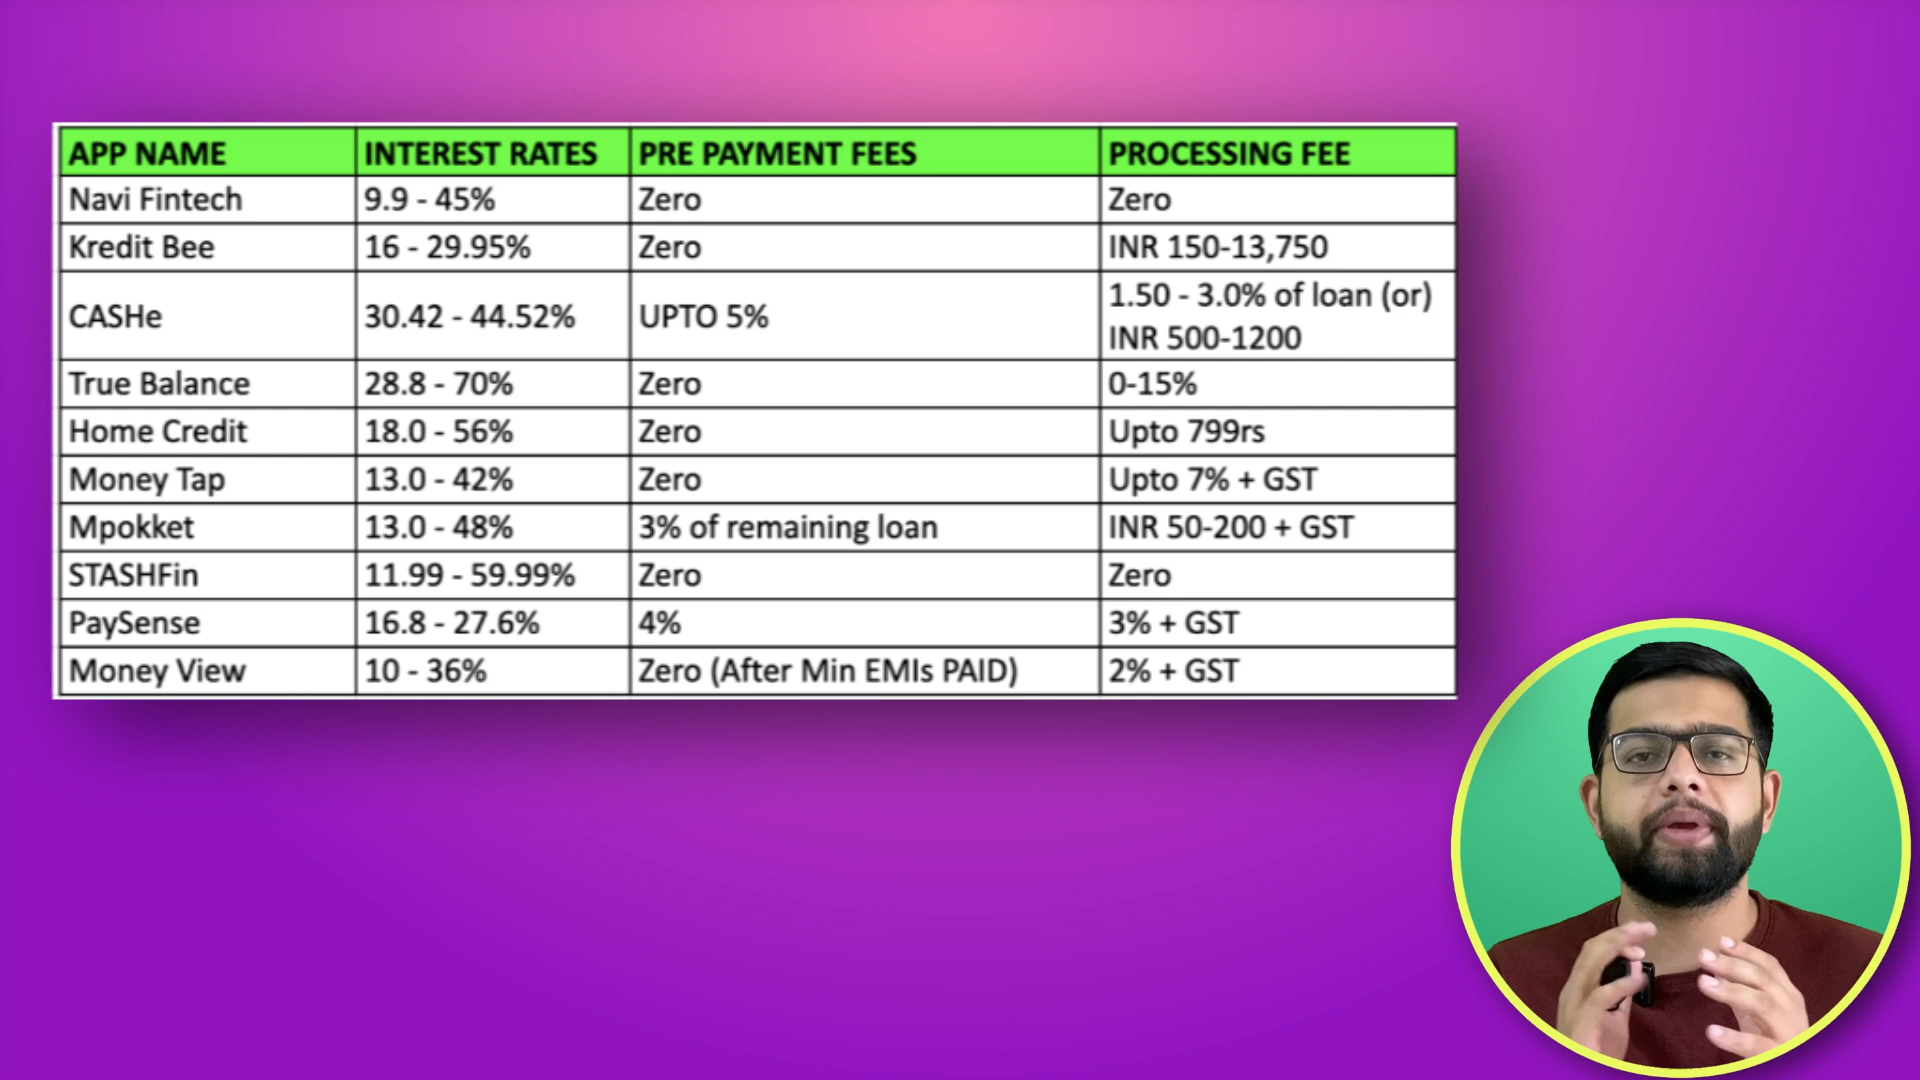 APP NAME INTEREST RATES PRE PAYMENT FEES PROCESSING FEE
Navi Fintech 9.9 - 45% Zero Zero
Kredit Bee 16 - 29.95% Zero INR 150-13,750
CASHe 30.42 - 44.52% UPTO 5% 1.50 - 3.0% of loan (or)
INR 500-1200
True Balance 28.8 - 70% Zero 0-15%
Home Credit 18.0 - 56% Zero Upto 799rs
Money Tap 13.0 - 42% Zero Upto 7% + GST
Mpokket 13.0 - 48% 3% of remaining loan INR 50-200 + GST
STASHFin 11.99 - 59.99% Zero Zero
PaySense 16.8 - 27.6% 4% 3% + GST
Money View 10 - 36% Zero (After Min EMIs PAID) 2% + GST